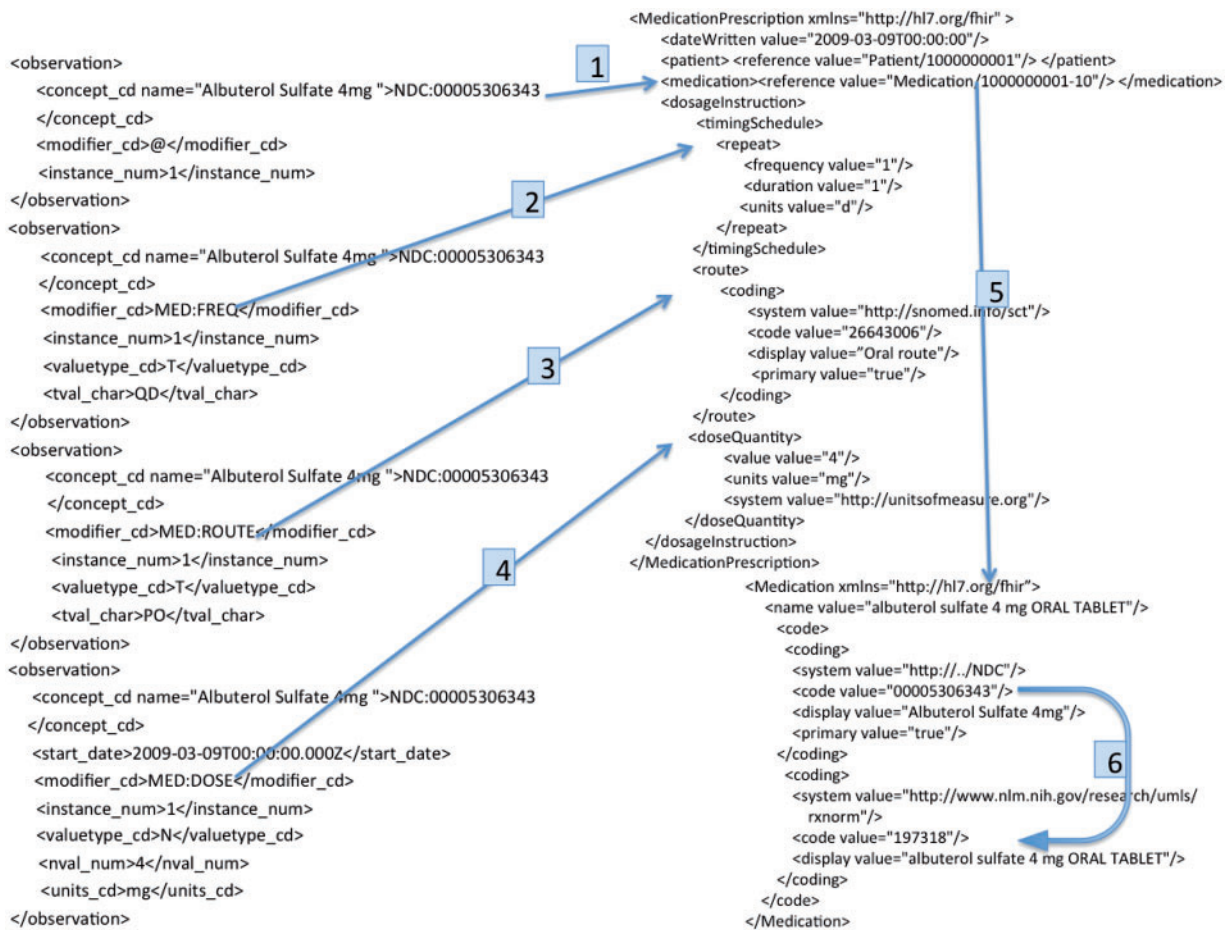 <observation>
<concept_cd name="Albuterol Sulfate 4mg ">NDC:00005306343
</concept_cd>
<modifier_cd>@</modifier_cd>
<instance_num>1</instance_num>
</observation>
<observation>
<concept_cd name="Albuterol Sulfate 4mg ">NDC:00005306343
</concept_cd>
<modifier_cd>MED:FREQ</modifier_cd>
<instance_num>1</instance_num>
<valuetype_cd>T</valuetype_cd>
<tval_char>QD</tval_char>
</observation>
<observation>
<concept_cd name="Albuterol Sulfate 4mg ">NDC:00005306343
</concept_cd>
<modifier_cd>MED:ROUTE</modifier_cd>
<instance_num>1</instance_num>
<valuetype_cd>T</valuetype_cd>
<tval_char>PO</tval_char>
</observation>
<observation>
<concept_cd name="Albuterol Sulfate 4mg ">NDC:00005306343
</concept_cd>
<start_date>2009-03-09T00:00:00.000Z</start_date>
<modifier_cd>MED:DOSE</modifier_cd>
<instance_num>1</instance_num>
<valuetype_cd>N</valuetype_cd>
<nval_num>4</nval_num>
<units_cd>mg</units_cd>
</observation>
1
2
3
4
<MedicationPrescription xmlns="http://hl7.org/fhir" >
<dateWritten value="2009-03-09T00:00:00"/>
<patient> <reference value="Patient/1000000001"/> </patient>
<medication><reference value="Medication/1000000001-10"/> </medication>
<dosageInstruction>
<timingSchedule>
<repeat>
<frequency value="1"/>
<duration value="1"/>
<units value="d"/>
</repeat>
</timingSchedule>
<route>
<coding>
<system value="http://snomed.info/sct"/>
<code value="26643006"/>
<display value="Oral route"/>
<primary value="true"/>
</coding>
</route>
<doseQuantity>
<value value="4"/>
<units value="mg"/>
<system value="http://unitsofmeasure.org"/>
</doseQuantity>
</dosageInstruction>
</MedicationPrescription>
5
<Medication xmlns="http://hl7.org/fhir">
<name value="albuterol sulfate 4 mg ORAL TABLET"/>
<code>
<coding>
<system value="http://../NDC"/>
<code value="00005306343"/>
<display value="Albuterol Sulfate 4mg"/>
<primary value="true"/>
</coding>
<coding>
<system value="http://www.nlm.nih.gov/research/umls/
rxnorm"/>
<code value="197318"/>
<display value="albuterol sulfate 4 mg ORAL TABLET"/>
</coding>
</code>
</Medication>
6